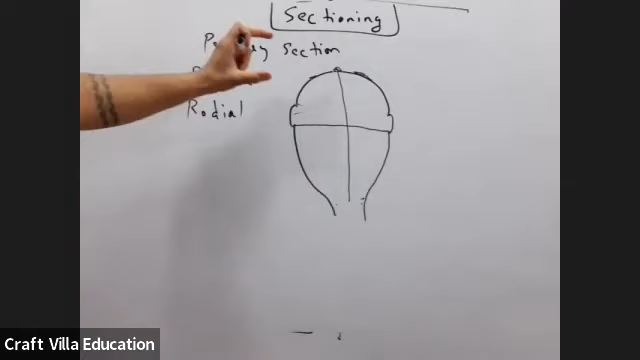 Sectioning
Section
Radial
Craft Villa Education